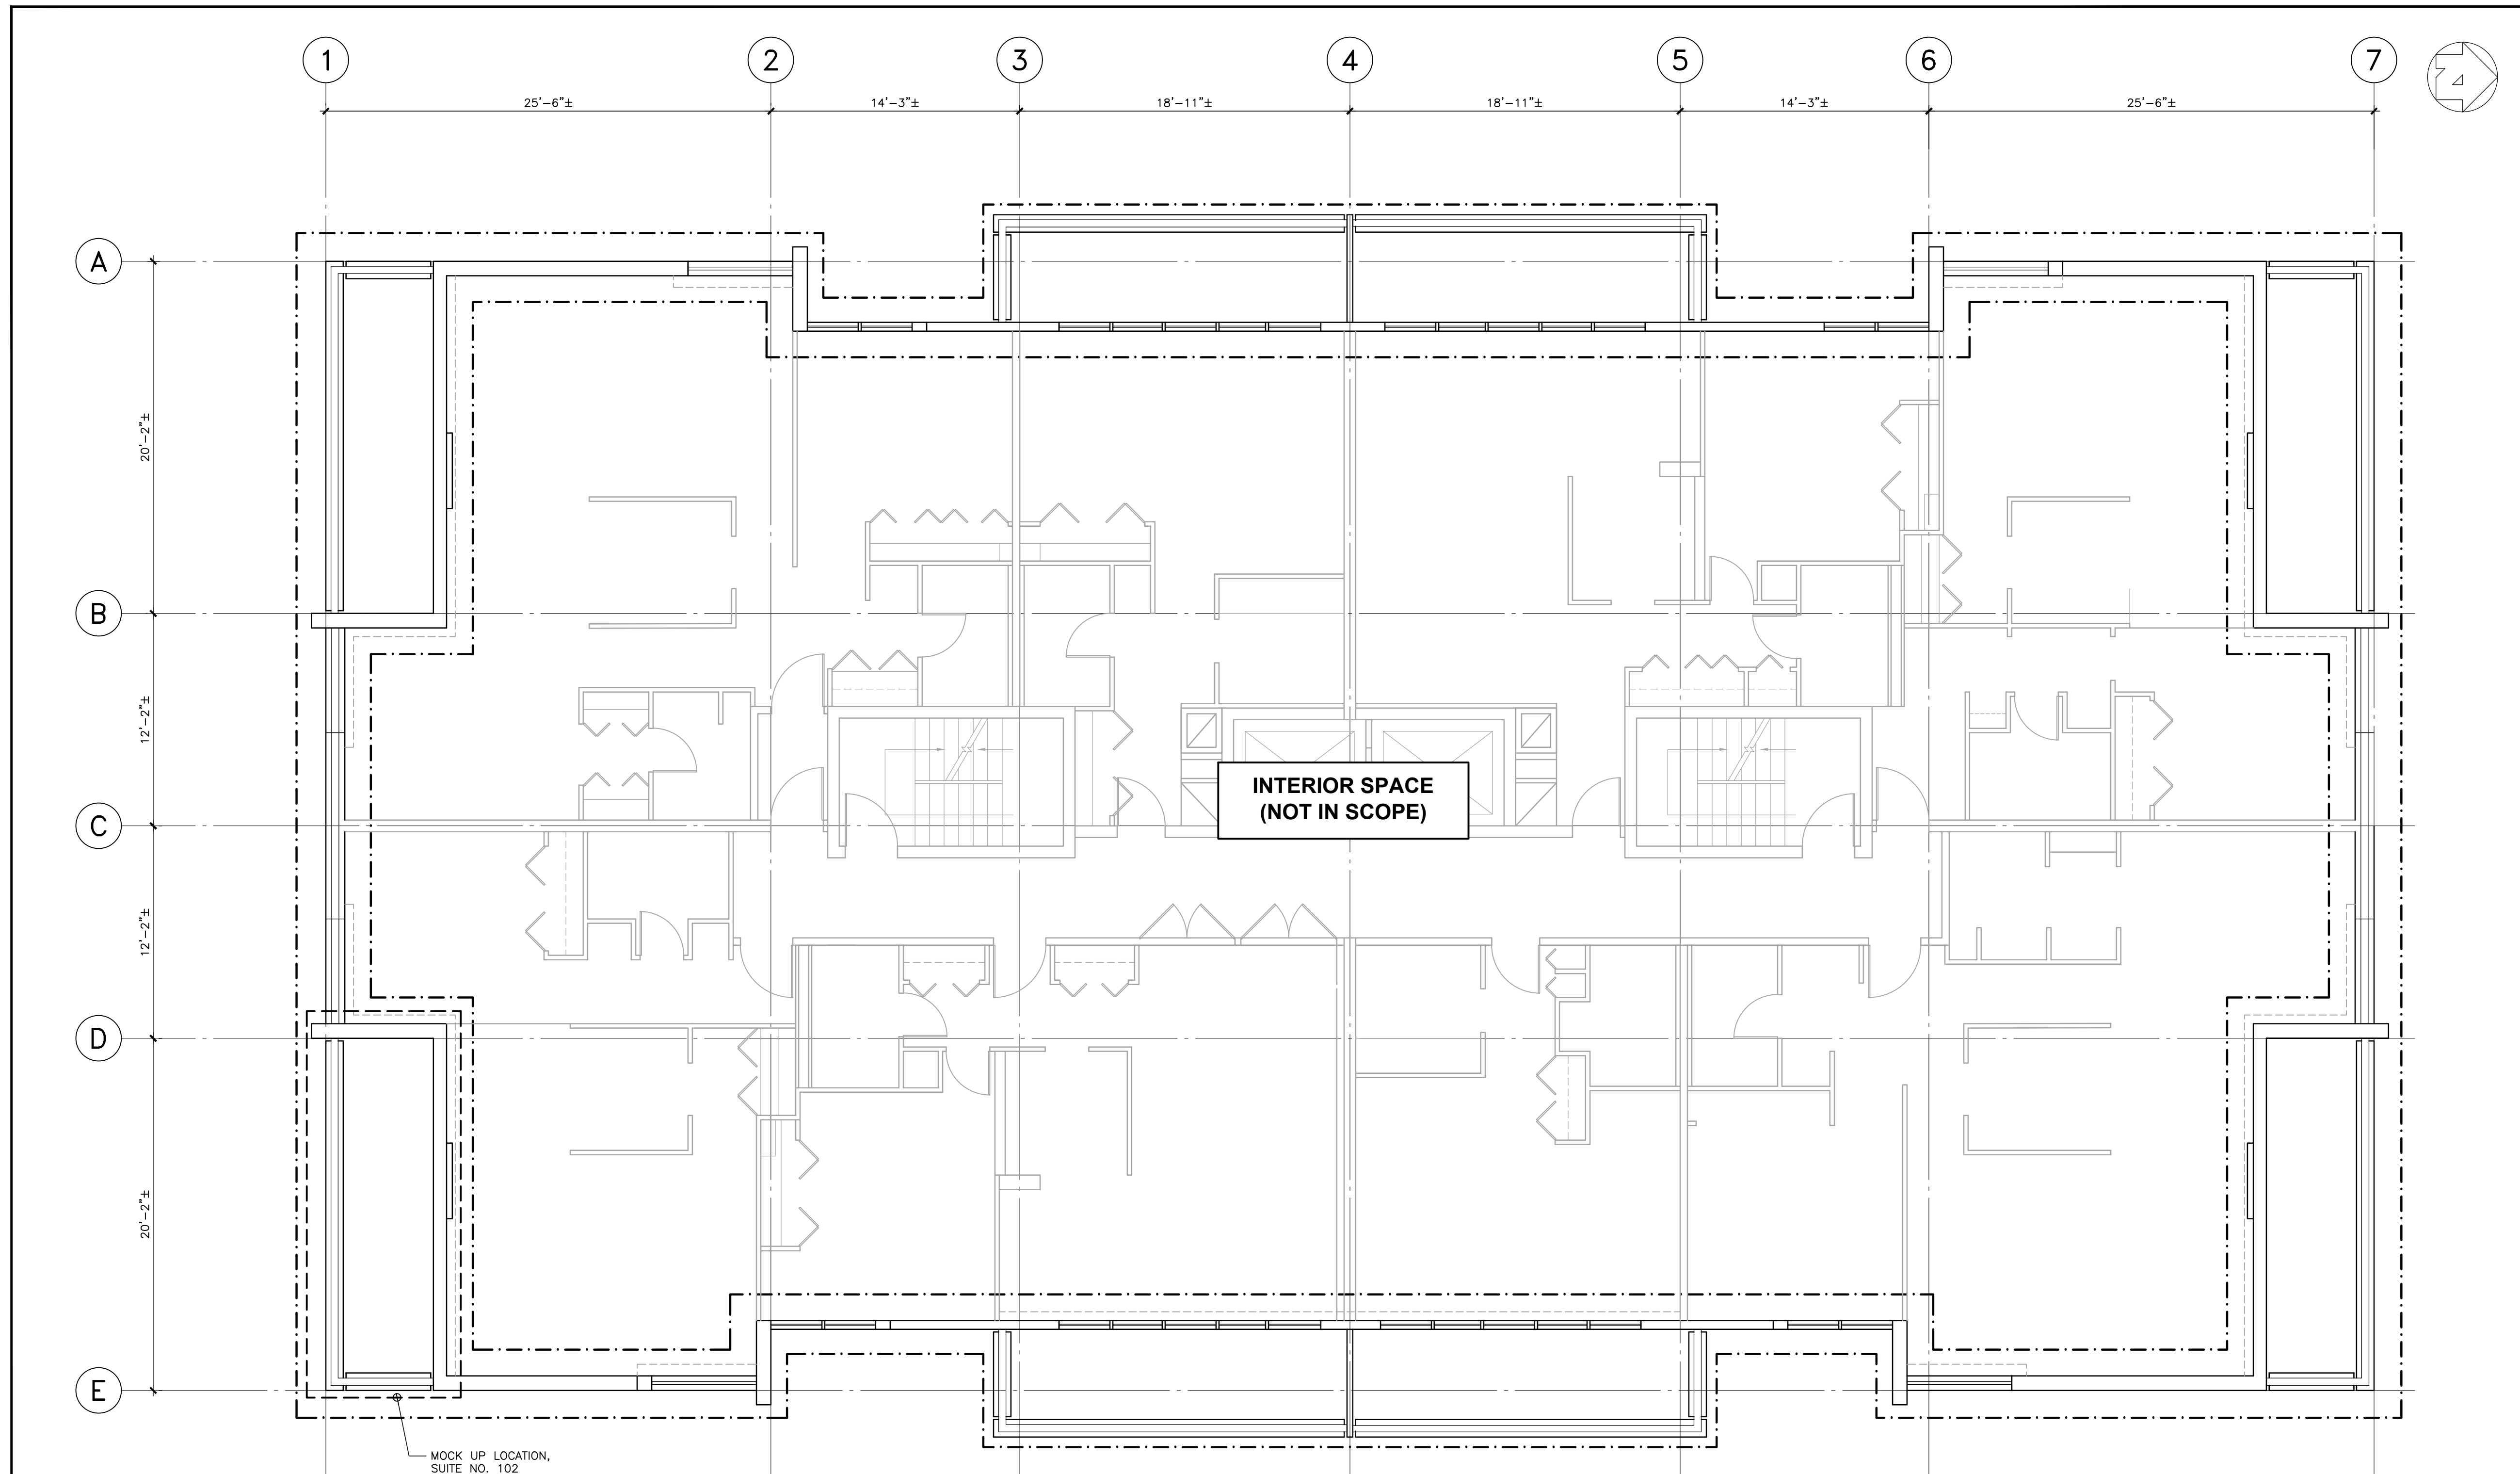 1 2 3 4 5 6 7
25'-6"± 14'-3"± 18'-11"± 18'-11"± 14'-3"± 25'-6"±
A
20'-2"±
B
12'-2"±
INTERIOR SPACE
(NOT IN SCOPE)
C
12'-2"±
D
20'-2"±
E
MOCK UP LOCATION,
SUITE NO. 102